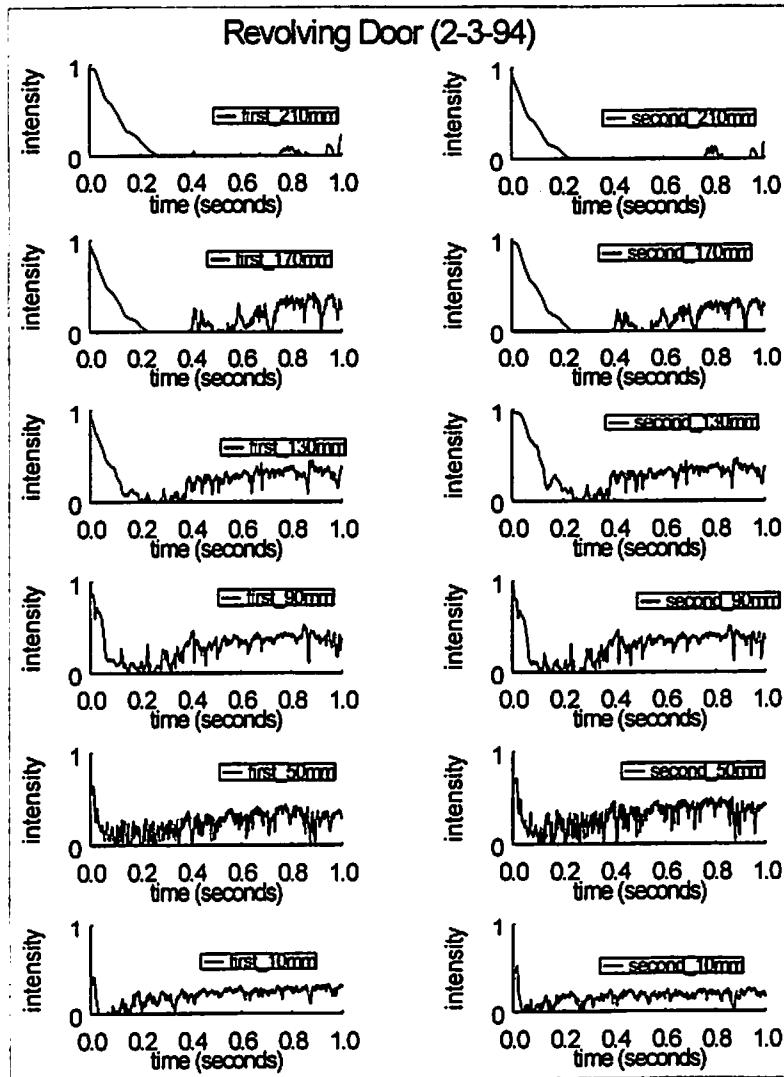 Revolving Door (2-3-94)
1
intensity
first_210mm
0
0.0 0.2 0.4 0.6 0.8 1.0
time (seconds)
1
intensity
second_210mm
0
0.0 0.2 0.4 0.6 0.8 1.0
time (seconds)
1
intensity
first_170mm
0
0.0 0.2 0.4 0.6 0.8 1.0
time (seconds)
1
intensity
second_170mm
0
0.0 0.2 0.4 0.6 0.8 1.0
time (seconds)
1
intensity
first_130mm
0
0.0 0.2 0.4 0.6 0.8 1.0
time (seconds)
1
intensity
second_130mm
0
0.0 0.2 0.4 0.6 0.8 1.0
time (seconds)
1
intensity
first_90mm
0
0.0 0.2 0.4 0.6 0.8 1.0
time (seconds)
1
intensity
second_90mm
0
0.0 0.2 0.4 0.6 0.8 1.0
time (seconds)
1
intensity
first_50mm
0
0.0 0.2 0.4 0.6 0.8 1.0
time (seconds)
1
intensity
second_50mm
0
0.0 0.2 0.4 0.6 0.8 1.0
time (seconds)
1
intensity
first_10mm
0
0.0 0.2 0.4 0.6 0.8 1.0
time (seconds)
1
intensity
second_10mm
0
0.0 0.2 0.4 0.6 0.8 1.0
time (seconds)